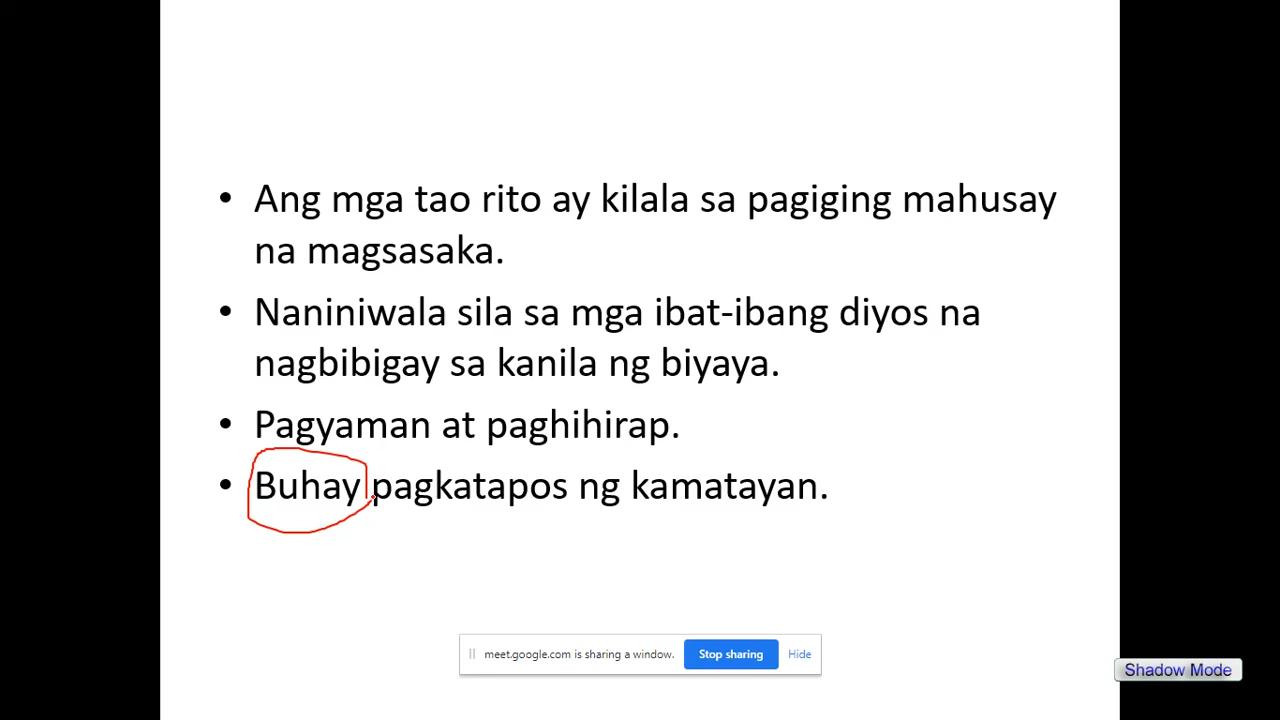 • Ang mga tao rito ay kilala sa pagiging mahusay
na magsasaka.
• Naniniwala sila sa mga ibat-ibang diyos na
nagbibigay sa kanila ng biyaya.
• Pagyaman at paghihirap.
• Buhay pagkatapos ng kamatayan.
meet.google.com is sharing a window. Stop sharing Hide
Shadow Mode